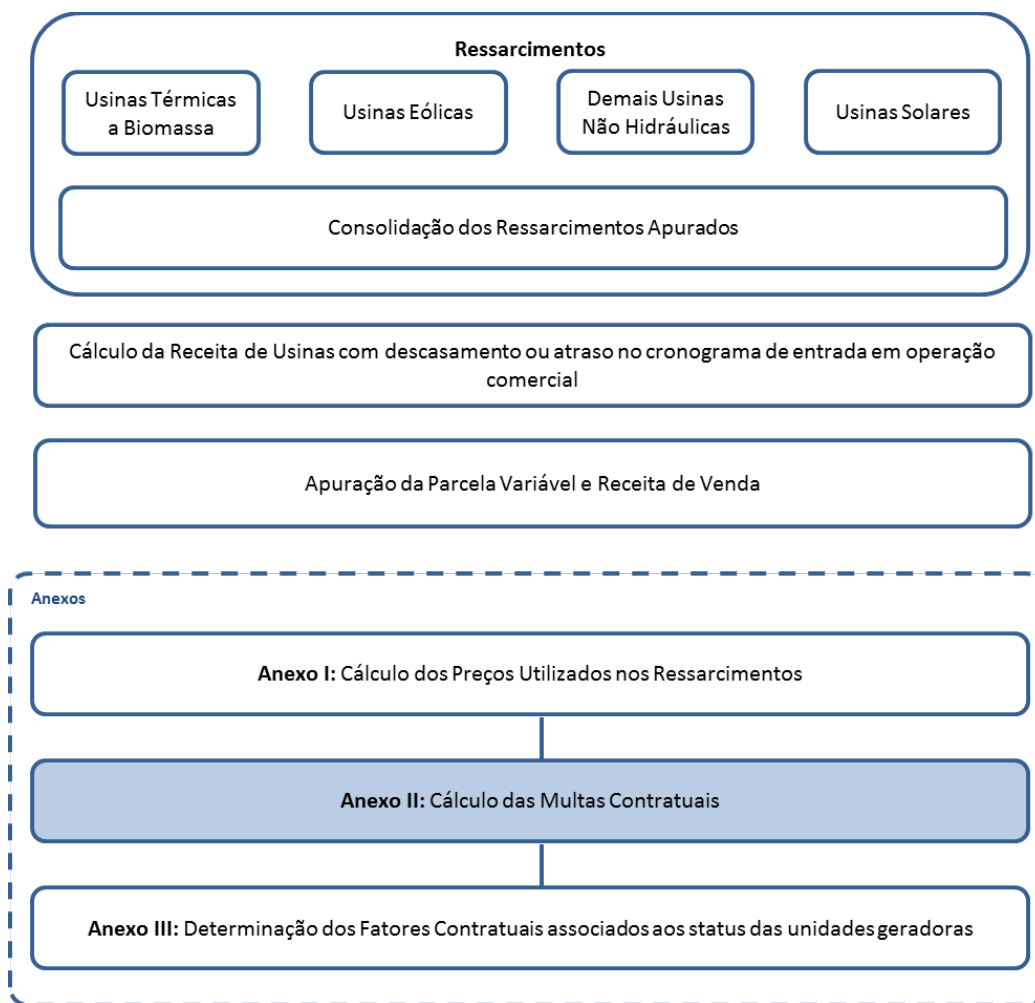 Ressarcimentos
Usinas Térmicas
a Biomassa
Usinas Eólicas
Demais Usinas
Não Hidráulicas
Usinas Solares
Consolidação dos Ressarcimentos Apurados
Cálculo da Receita de Usinas com descasamento ou atraso no cronograma de entrada em operação
comercial
Apuração da Parcela Variável e Receita de Venda
Anexos
Anexo I: Cálculo dos Preços Utilizados nos Ressarcimentos
Anexo II: Cálculo das Multas Contratuais
Anexo III: Determinação dos Fatores Contratuais associados aos status das unidades geradoras